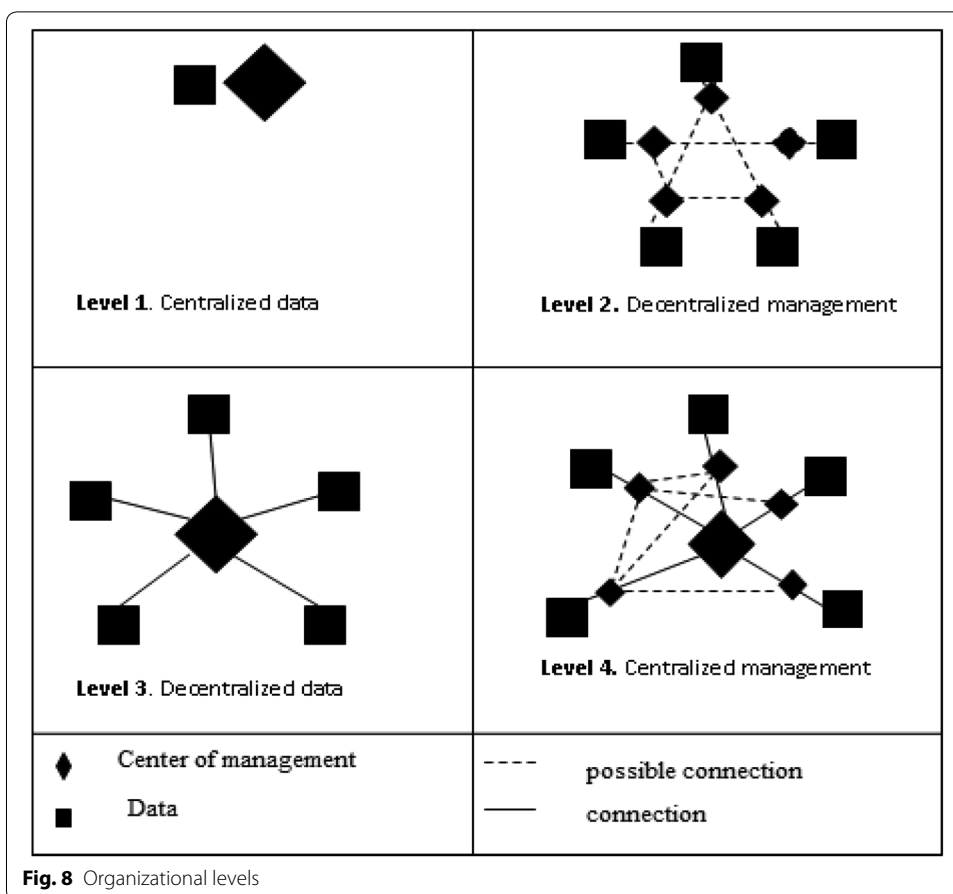 Level 1. Centralized data
Level 2. Decentralized management
Level 3. Decentralized data
Level 4. Centralized management
Center of management
Data
possible connection
connection
Fig. 8 Organizational levels